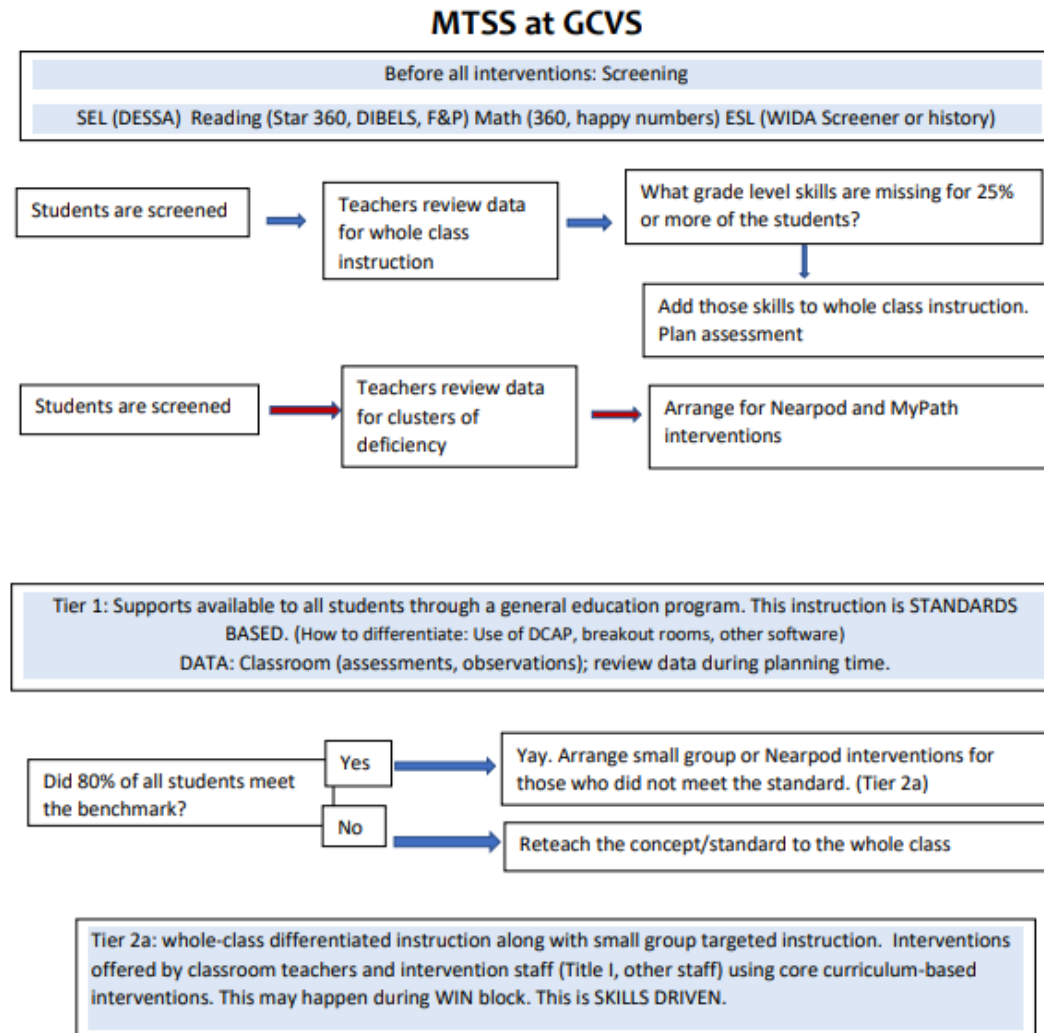 MTSS at GCVS
Before all interventions: Screening
SEL (DESSA)  Reading (Star 360, DIBELS, F&P) Math (360, happy numbers) ESL (WIDA Screener or history)
Students are screened
Teachers review data
for whole class
instruction
What grade level skills are missing for 25%
or more of the students?
Add those skills to whole class instruction.
Plan assessment
Students are screened
Teachers review data
for clusters of
deficiency
Arrange for Nearpod and MyPath
interventions
Tier 1: Supports available to all students through a general education program. This instruction is STANDARDS
BASED. (How to differentiate: Use of DCAP, breakout rooms, other software)
DATA: Classroom (assessments, observations); review data during planning time.
Did 80% of all students meet
the benchmark?
Yes
Yay. Arrange small group or Nearpod interventions for
those who did not meet the standard. (Tier 2a)
No
Reteach the concept/standard to the whole class
Tier 2a: whole-class differentiated instruction along with small group targeted instruction.  Interventions
offered by classroom teachers and intervention staff (Title I, other staff) using core curriculum-based
interventions. This may happen during WIN block. This is SKILLS DRIVEN.